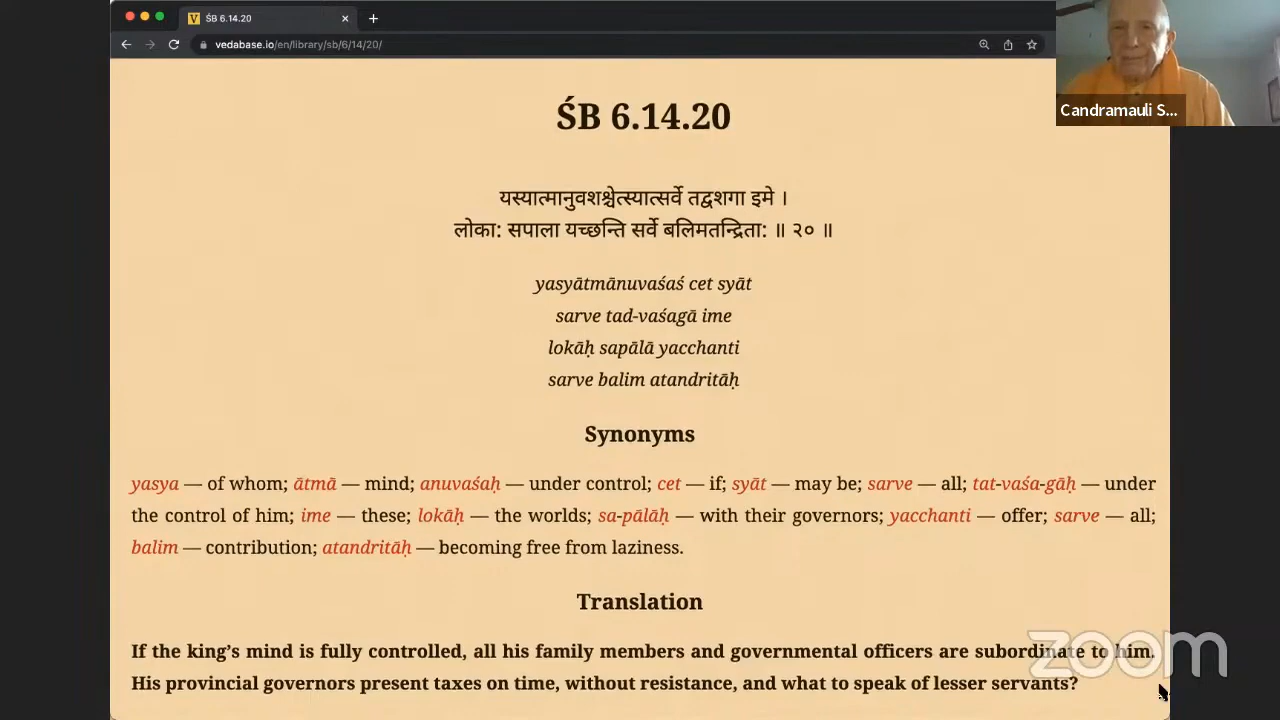 ŚB 6.14.20
vedabase.io/en/library/sb/6/14/20/
Candramauli S...
ŚB 6.14.20
यस्यात्मानुवशश्चेत्स्यात्सर्वे तद्वशगा इमे ।
लोका: सपाला यच्छन्ति सर्वे बलिमतन्द्रिता: ॥ २० ॥
yasyātmānuvaśaś cet syāt
sarve tad-vaśagā ime
lokāḥ sapālā yacchanti
sarve balim atandritāḥ
Synonyms
yasya — of whom; ātmā — mind; anuvaśaḥ — under control; cet — if; syāt — may be; sarve — all; tat-vaśa-gāḥ — under
the control of him; ime — these; lokāḥ — the worlds; sa-pālāḥ — with their governors; yacchanti — offer; sarve — all;
balim — contribution; atandritāḥ — becoming free from laziness.
Translation
If the king’s mind is fully controlled, all his family members and governmental officers are subordinate to him.
His provincial governors present taxes on time, without resistance, and what to speak of lesser servants?
zoom